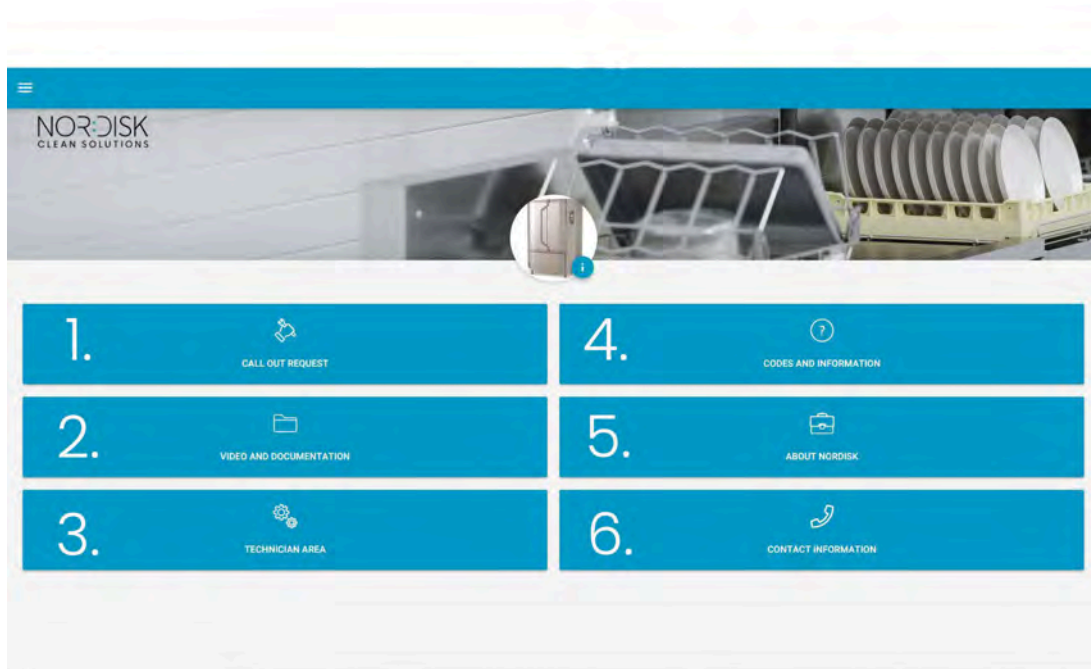 NORDISK
CLEAN SOLUTIONS
1.
CALL OUT REQUEST
2.
VIDEO AND DOCUMENTATION
3.
TECHNICIAN AREA
4.
?
CODES AND INFORMATION
5.
ABOUT NORDISK
6.
CONTACT INFORMATION